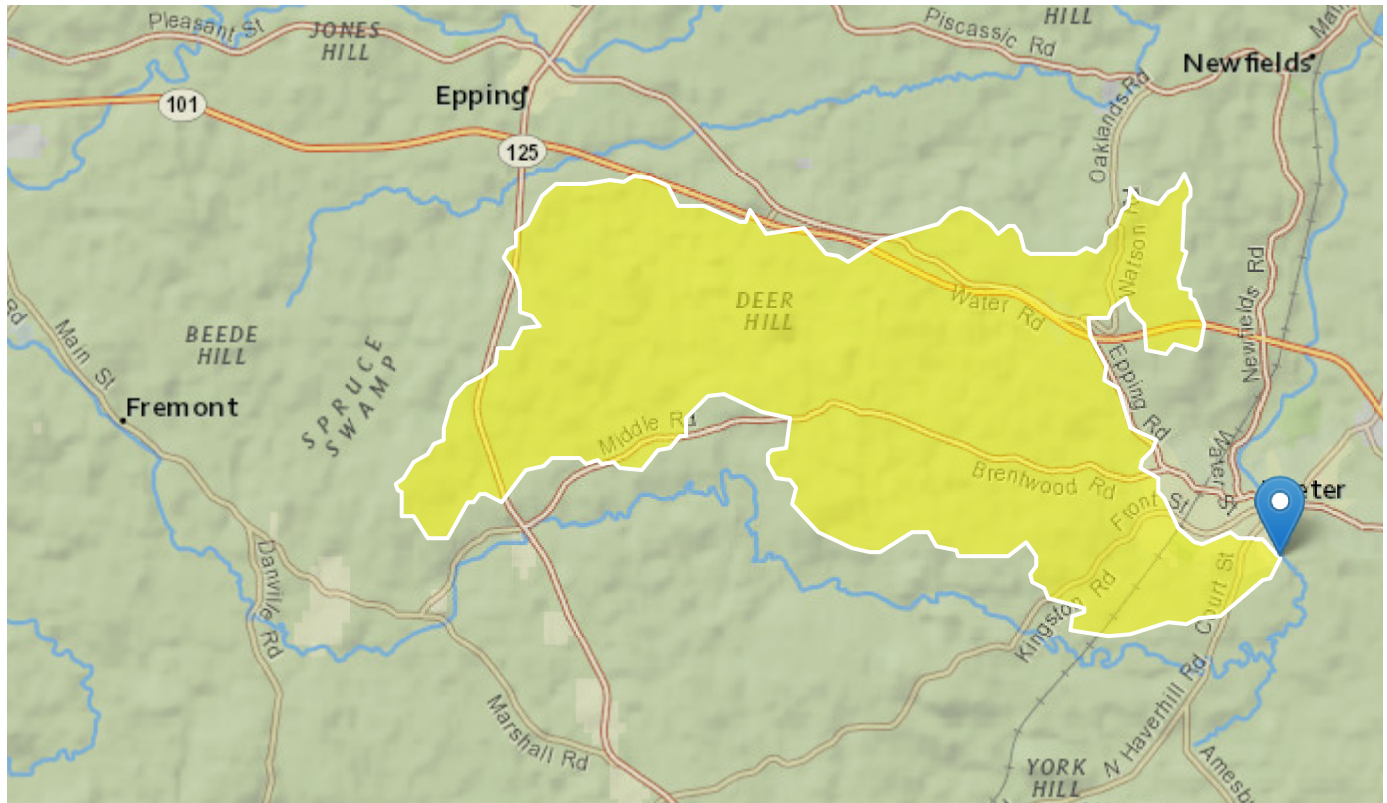 Pleasant St
JONES
HILL
Piscassic Rd
HILL
Newfields
Epping
101
125
Oaklands Rd
Watson Rd
DEER
HILL
Water Rd
Newfields Rd
BEEDE
HILL
Rd
Main St
SPRUCE
SWAMP
Fremont
Epping Rd
Middle Rd
Brentwood Rd
Water St
Front St
Danville Rd
Kingston Rd
Court St
Marshall Rd
N Haverhill Rd
YORK
HILL